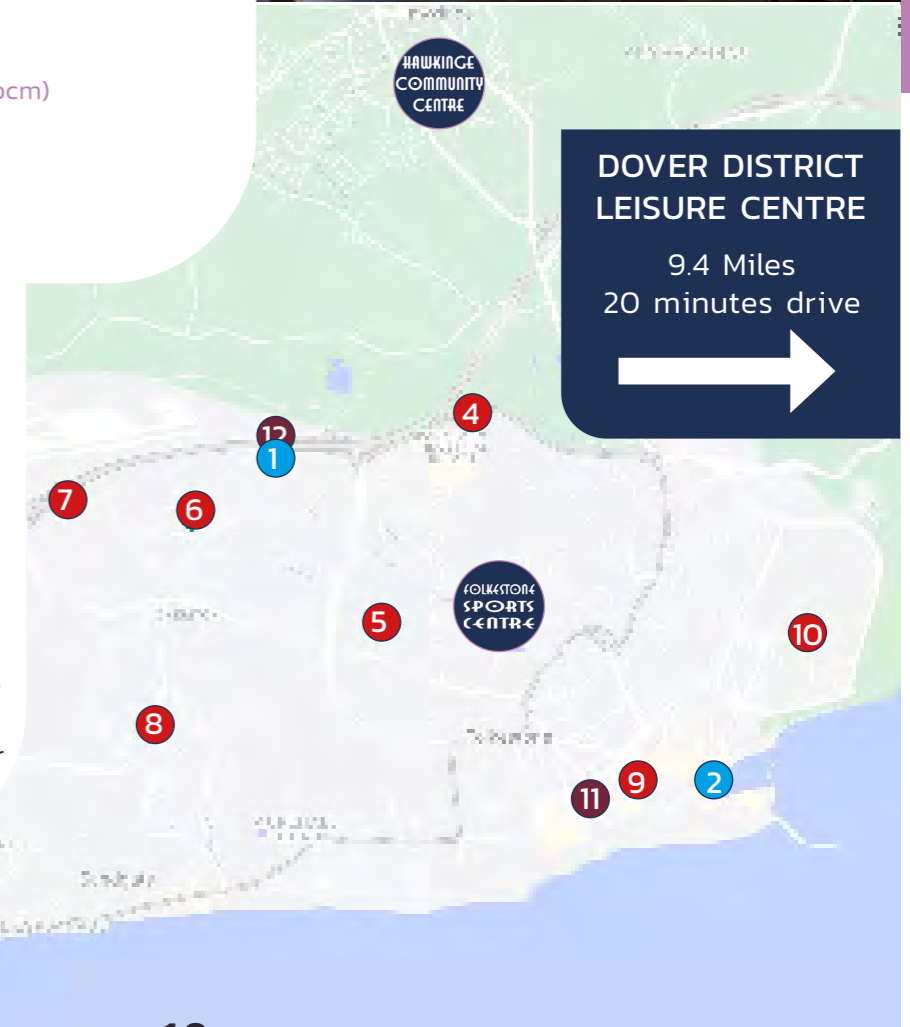 HAWKINGE
COMMUNITY
CENTRE
DOVER DISTRICT
LEISURE CENTRE
9.4 Miles
20 minutes drive
4
12
1
7
6
FOLKESTONE
SPORTS
CENTRE
5
10
8
9
2
11